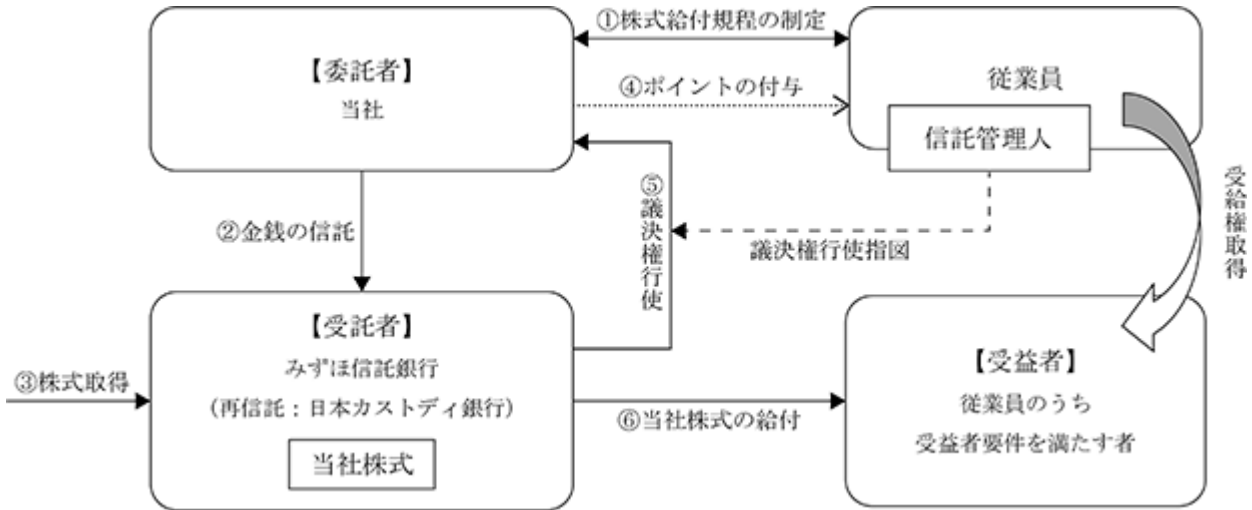 ①株式給付規程の制定
【委託者】
当社
④ポイントの付与
従業員
信託管理人
②金銭の信託
⑤議決権行使
議決権行使指図
受給権取得
③株式取得
【受託者】
みずほ信託銀行
(再信託：日本カストディ銀行)
当社株式
⑥当社株式の給付
【受益者】
従業員のうち
受益者要件を満たす者